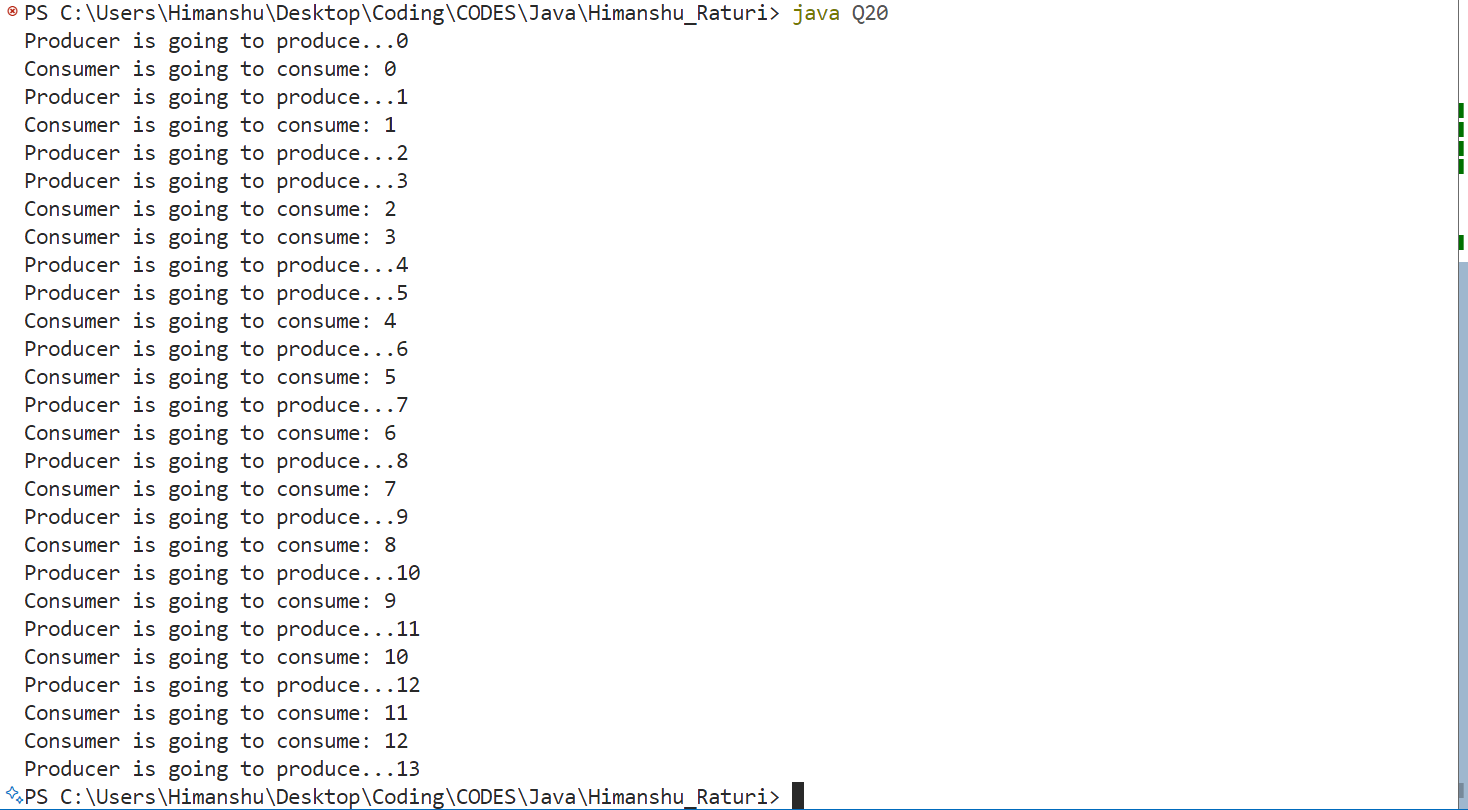 PS C:\Users\Himanshu\Desktop\Coding\CODES\Java\Himanshu_Raturi> java Q20
Producer is going to produce...0
Consumer is going to consume: 0
Producer is going to produce...1
Consumer is going to consume: 1
Producer is going to produce...2
Producer is going to produce...3
Consumer is going to consume: 2
Consumer is going to consume: 3
Producer is going to produce...4
Producer is going to produce...5
Consumer is going to consume: 4
Producer is going to produce...6
Consumer is going to consume: 5
Producer is going to produce...7
Consumer is going to consume: 6
Producer is going to produce...8
Consumer is going to consume: 7
Producer is going to produce...9
Consumer is going to consume: 8
Producer is going to produce...10
Consumer is going to consume: 9
Producer is going to produce...11
Consumer is going to consume: 10
Producer is going to produce...12
Consumer is going to consume: 11
Consumer is going to consume: 12
Producer is going to produce...13
PS C:\Users\Himanshu\Desktop\Coding\CODES\Java\Himanshu_Raturi>